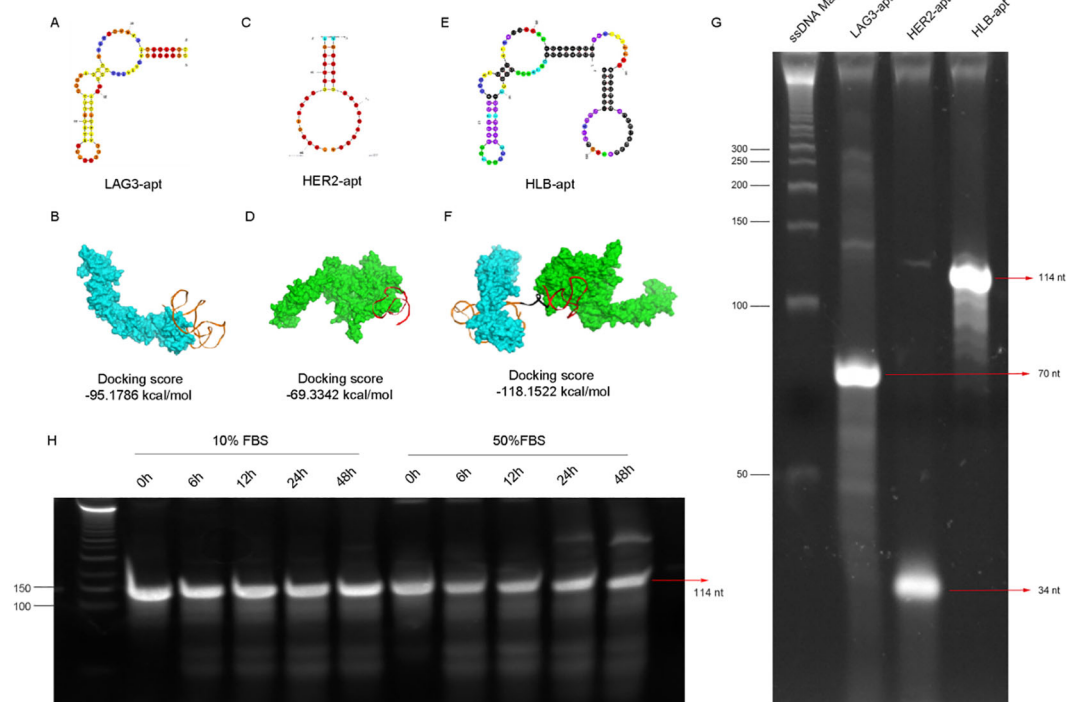 A
C
E
G
LAG3-apt
HER2-apt
HLB-apt
B
D
F
Docking score
-95.1786 kcal/mol
Docking score
-69.3342 kcal/mol
Docking score
-118.1522 kcal/mol
ssDNA Ma
LAG3-apt
HER2-apt
HLB-apt
300
250
200
150
100
50
114 nt
70 nt
34 nt
H
10% FBS
50%FBS
0h
6h
12h
24h
48h
0h
6h
12h
24h
48h
150
100
114 nt